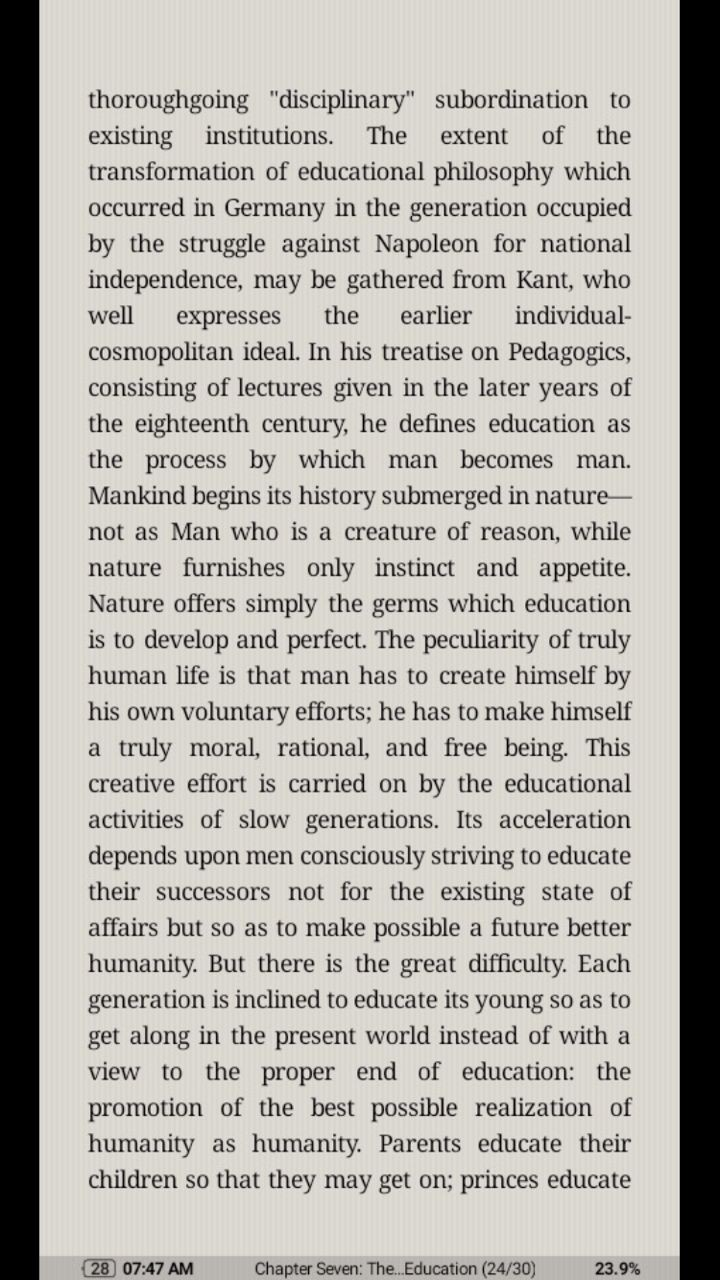 thoroughgoing "disciplinary" subordination to
existing institutions. The extent of the
transformation of educational philosophy which
occurred in Germany in the generation occupied
by the struggle against Napoleon for national
independence, may be gathered from Kant, who
well expresses the earlier individual-
cosmopolitan ideal. In his treatise on Pedagogics,
consisting of lectures given in the later years of
the eighteenth century, he defines education as
the process by which man becomes man.
Mankind begins its history submerged in nature—
not as Man who is a creature of reason, while
nature furnishes only instinct and appetite.
Nature offers simply the germs which education
is to develop and perfect. The peculiarity of truly
human life is that man has to create himself by
his own voluntary efforts; he has to make himself
a truly moral, rational, and free being. This
creative effort is carried on by the educational
activities of slow generations. Its acceleration
depends upon men consciously striving to educate
their successors not for the existing state of
affairs but so as to make possible a future better
humanity. But there is the great difficulty. Each
generation is inclined to educate its young so as to
get along in the present world instead of with a
view to the proper end of education: the
promotion of the best possible realization of
humanity as humanity. Parents educate their
children so that they may get on; princes educate
28 07:47 AM Chapter Seven: The...Education (24/30) 23.9%